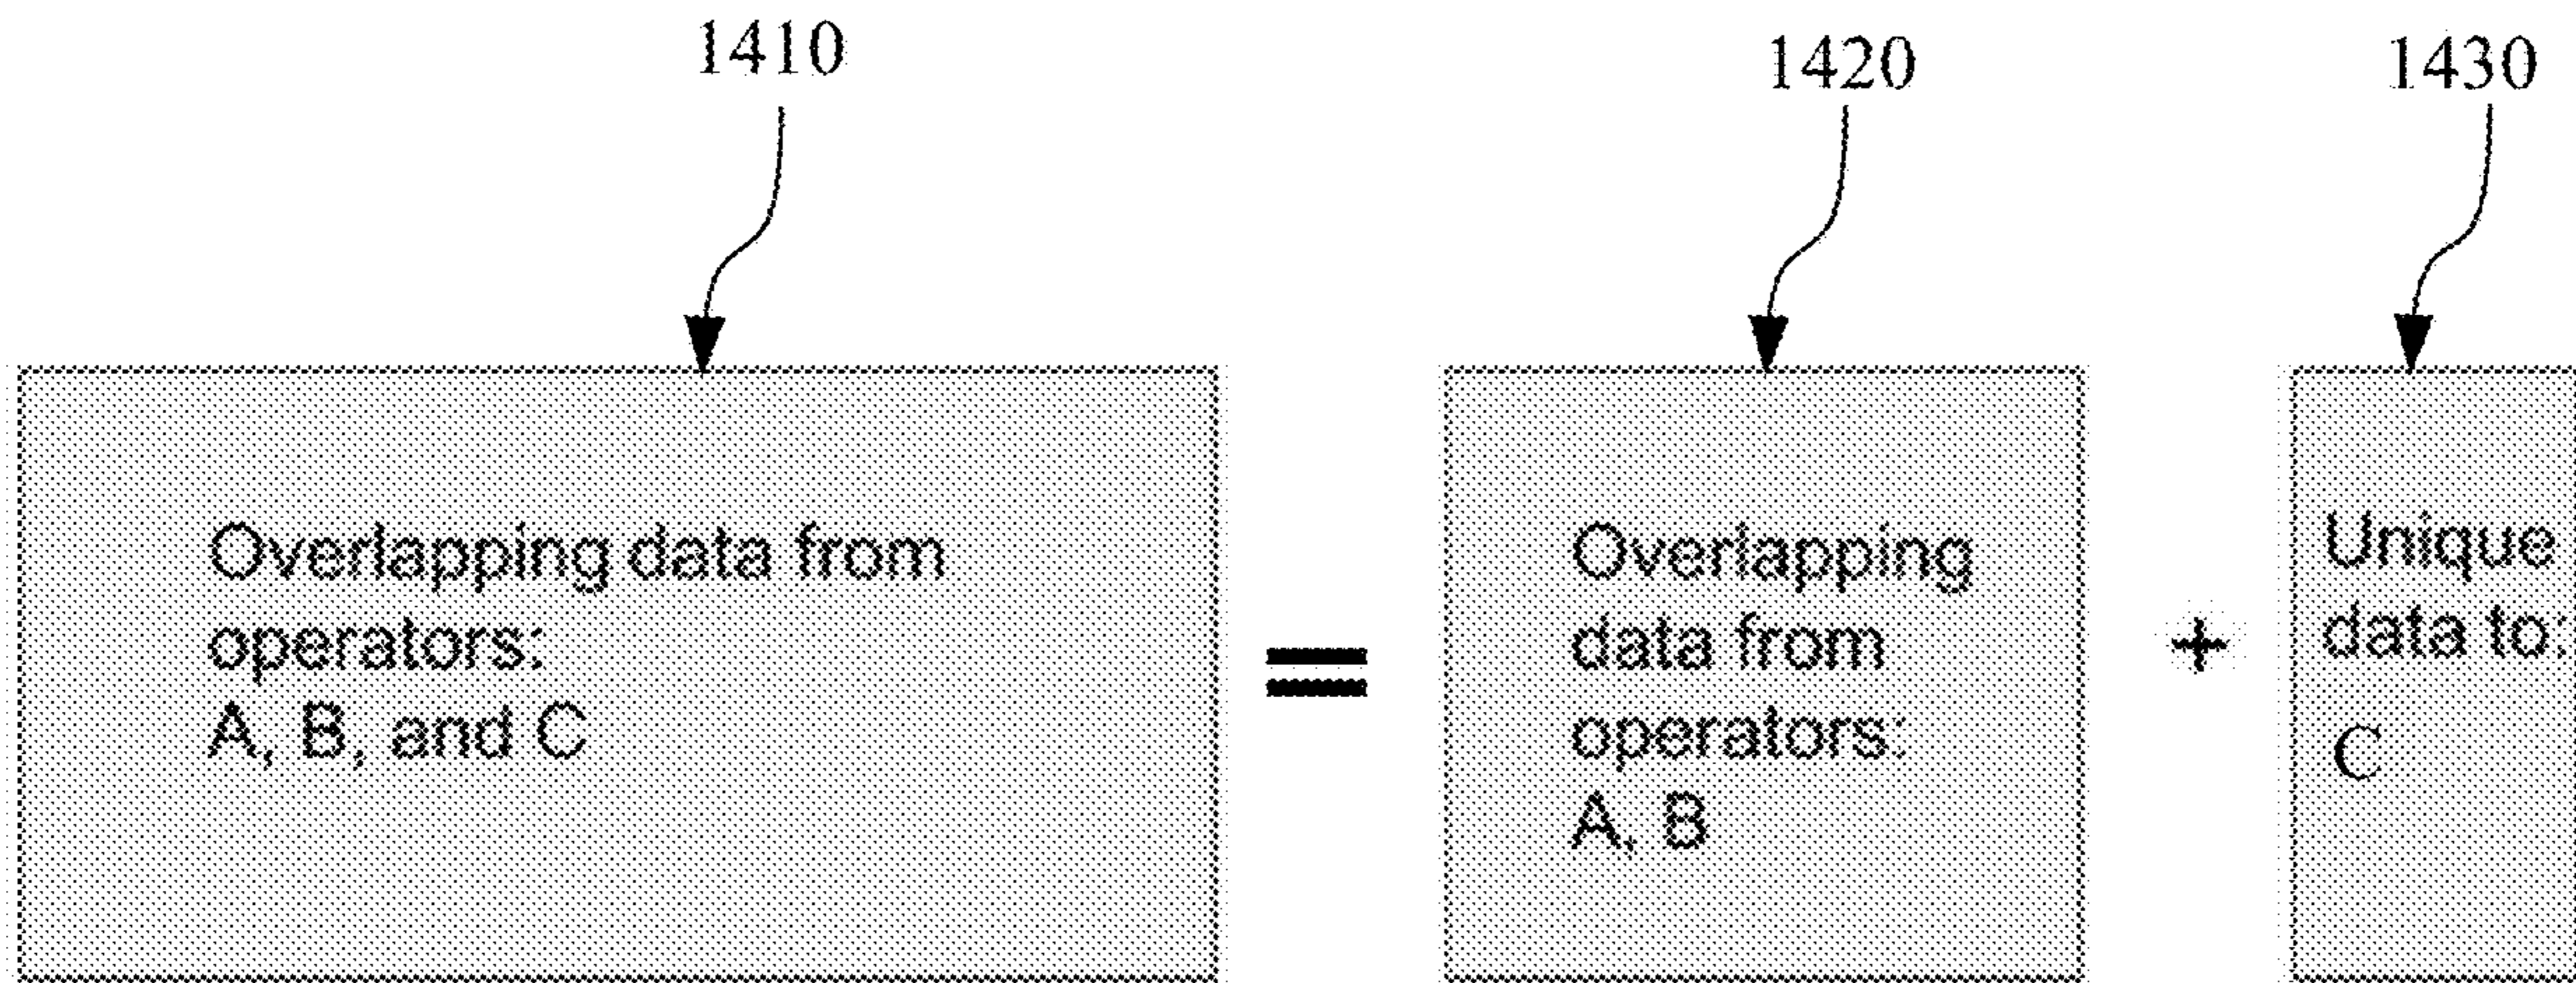 1410
1420
1430
Overlapping data from
operators:
A, B, and C
=
Overlapping
data from
operators:
A, B
+
Unique
data to:
C